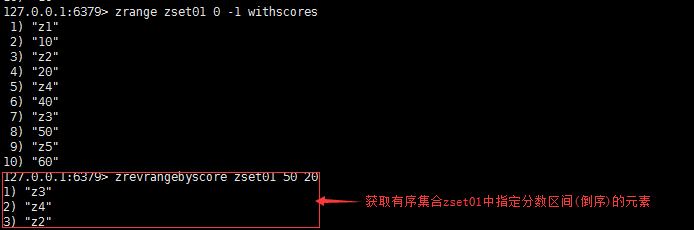 127.0.0.1:6379> zrange zset01 0 -1 withscores
1) "z1"
2) "10"
3) "z2"
4) "20"
5) "z4"
6) "40"
7) "z3"
8) "50"
9) "z5"
10) "60"
127.0.0.1:6379> zrevrangebyscore zset01 50 20
1) "z3"
2) "z4" 获取有序集合zset01中指定分数区间(倒序)的元素
3) "z2"